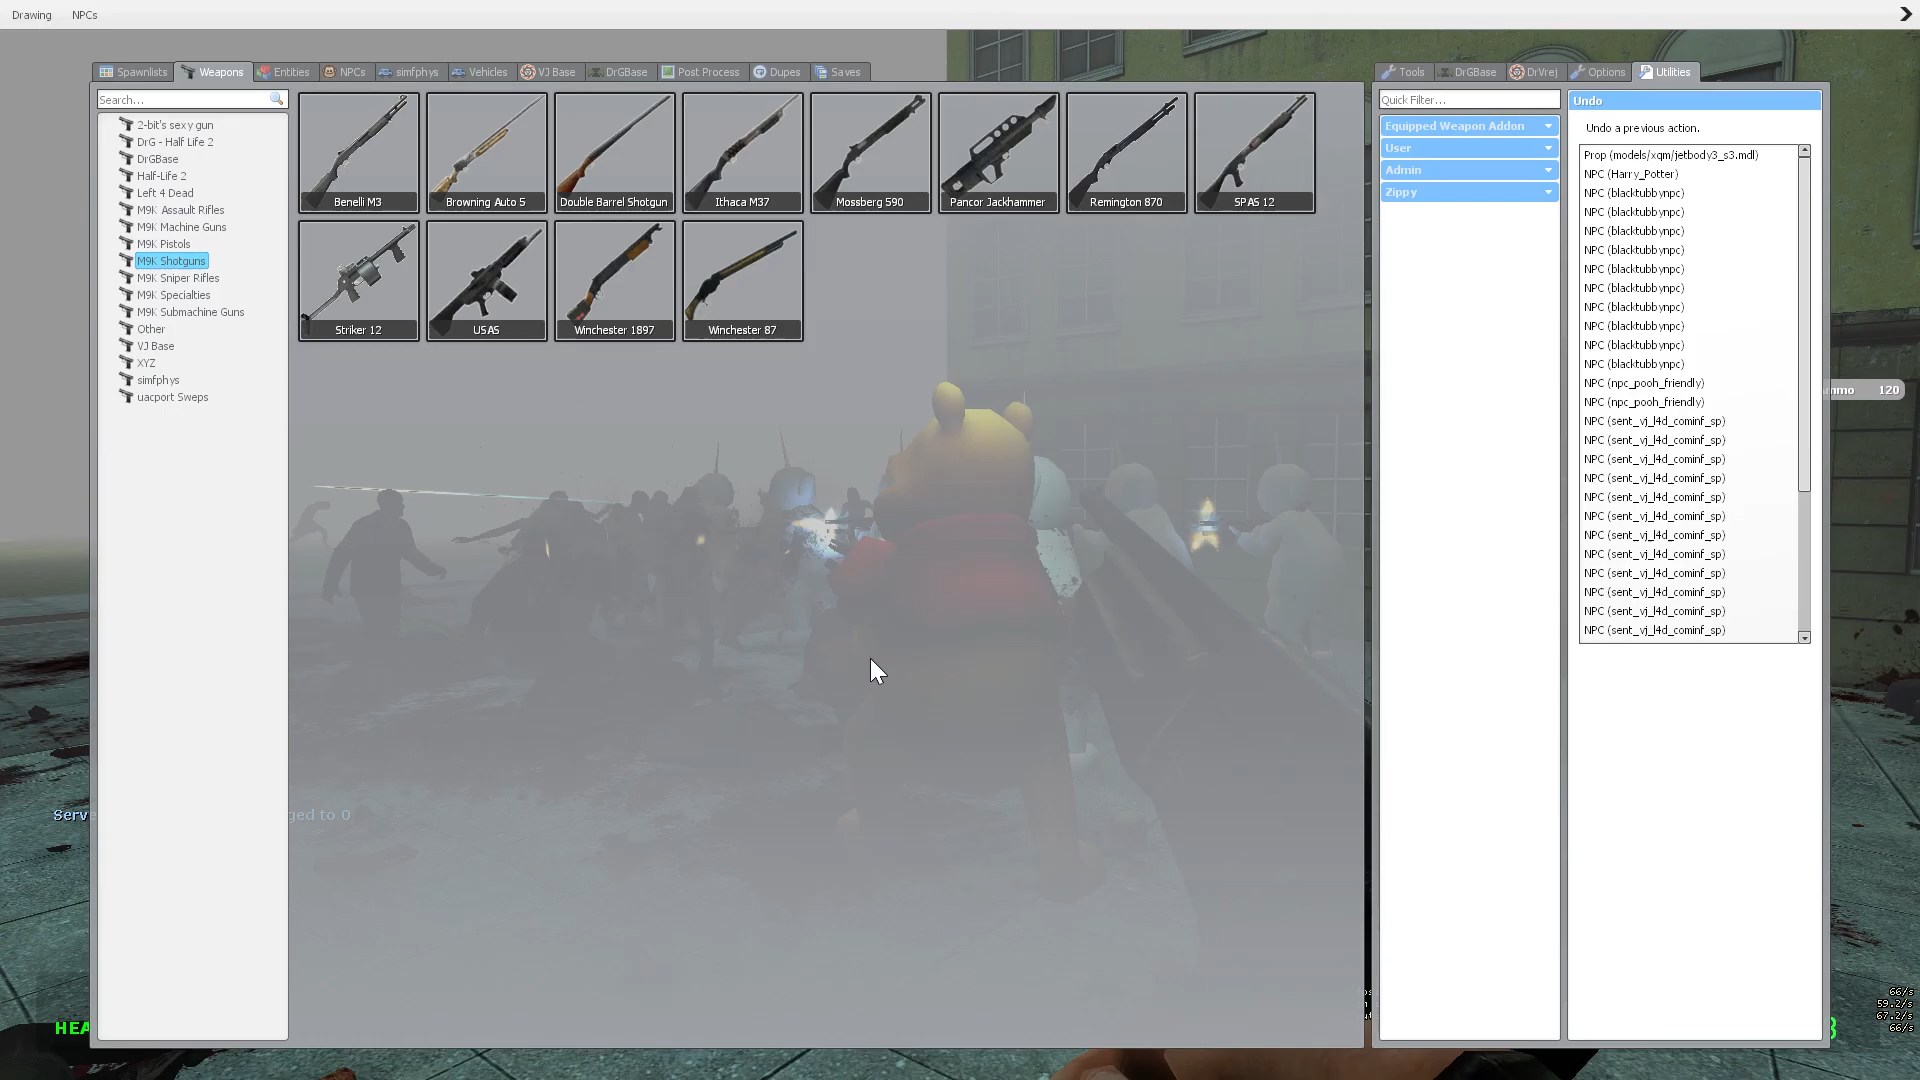 Drawing NPCs
Spawnlists Weapons Entities NPCs simfphys Vehicles VJ Base DrGBase Post Process Dupes Saves
Search...
2-bit's sexy gun
DrG - Half Life 2
DrGBase
Half-Life 2
Left 4 Dead
M9K Assault Rifles
M9K Machine Guns
M9K Pistols
M9K Shotguns
M9K Sniper Rifles
M9K Specialties
M9K Submachine Guns
Other
VJ Base
XYZ
simfphys
uacport Sweps
Benelli M3 Browning Auto 5 Double Barrel Shotgun Ithaca M37 Mossberg 590 Pancor Jackhammer Remington 870 SPAS 12
Striker 12 USAS Winchester 1897 Winchester 87
Serve
ged to 0
HEA
Tools DrGBase DrVrej Options Utilities
Quick Filter...
Equipped Weapon Addon
User
Admin
Zippy
Undo
Undo a previous action.
Prop (models/xqm/jetbody3_s3.mdl)
NPC (Harry_Potter)
NPC (blacktubbynpc)
NPC (blacktubbynpc)
NPC (blacktubbynpc)
NPC (blacktubbynpc)
NPC (blacktubbynpc)
NPC (blacktubbynpc)
NPC (blacktubbynpc)
NPC (blacktubbynpc)
NPC (blacktubbynpc)
NPC (blacktubbynpc)
NPC (npc_pooh_friendly)
NPC (npc_pooh_friendly)
NPC (sent_vj_l4d_cominf_sp)
NPC (sent_vj_l4d_cominf_sp)
NPC (sent_vj_l4d_cominf_sp)
NPC (sent_vj_l4d_cominf_sp)
NPC (sent_vj_l4d_cominf_sp)
NPC (sent_vj_l4d_cominf_sp)
NPC (sent_vj_l4d_cominf_sp)
NPC (sent_vj_l4d_cominf_sp)
NPC (sent_vj_l4d_cominf_sp)
NPC (sent_vj_l4d_cominf_sp)
NPC (sent_vj_l4d_cominf_sp)
NPC (sent_vj_l4d_cominf_sp)
mmo 120
66/s
59.2/s
67.2/s
66/s